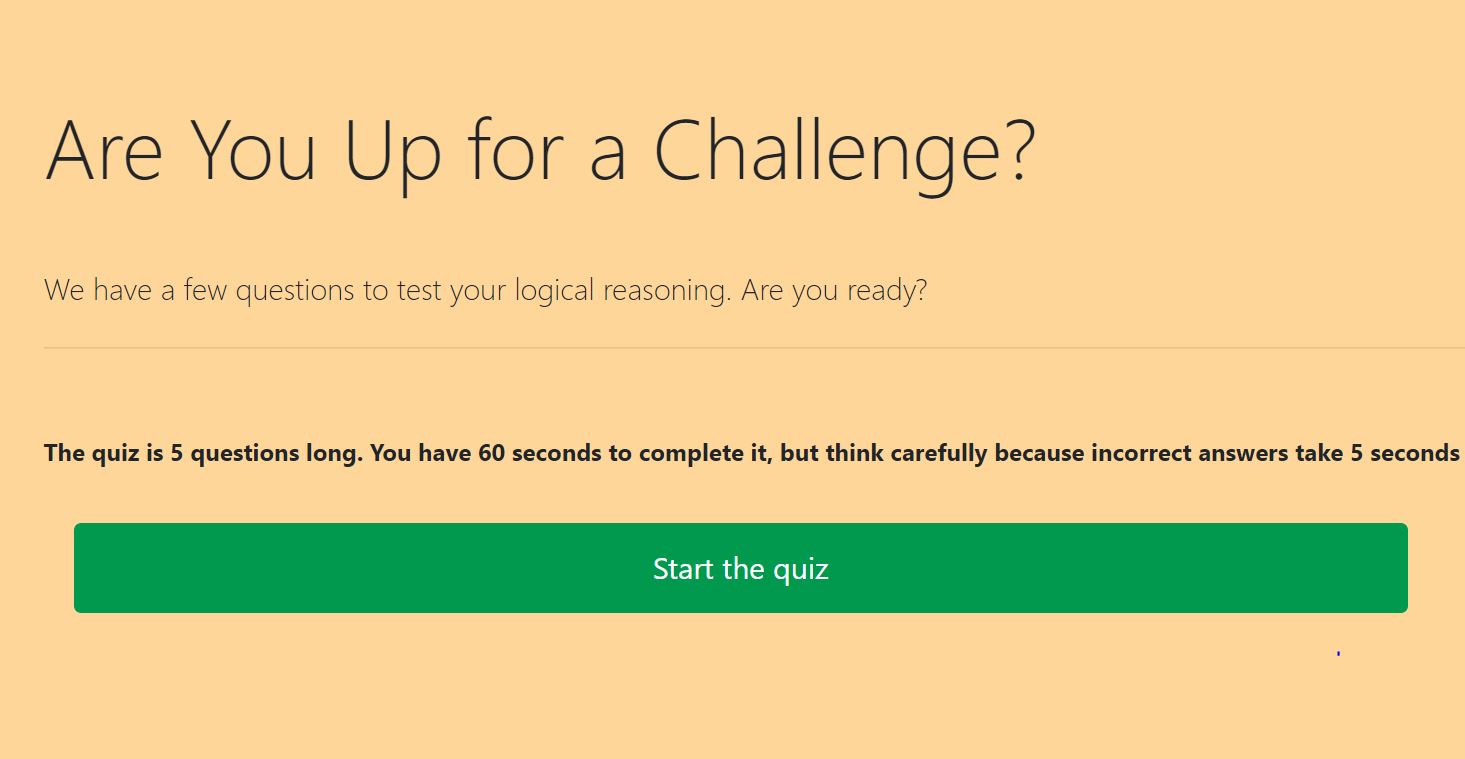 Are You Up for a Challenge?
We have a few questions to test your logical reasoning. Are you ready?
The quiz is 5 questions long. You have 60 seconds to complete it, but think carefully because incorrect answers take 5 seconds
Start the quiz